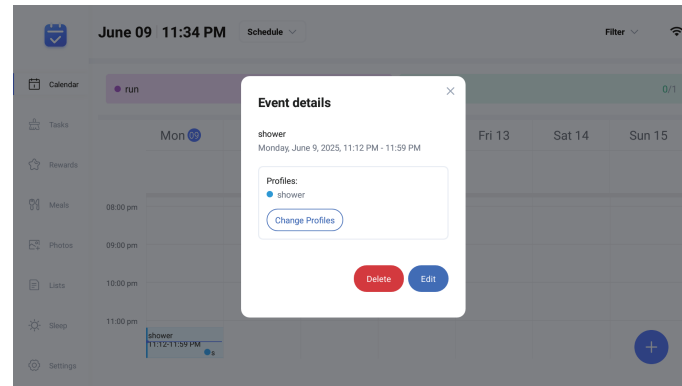 June 09 11:34 PM Schedule Filter
Calendar
run 0/1
Tasks
Mon 09 Fri 13 Sat 14 Sun 15
Rewards
Meals
08:00 pm
Photos
09:00 pm
Lists
10:00 pm
Sleep
11:00 pm
shower
11:12-11:59 PM
s
Settings
Event details
shower
Monday, June 9, 2025, 11:12 PM - 11:59 PM
Profiles:
shower
Change Profiles
Delete Edit